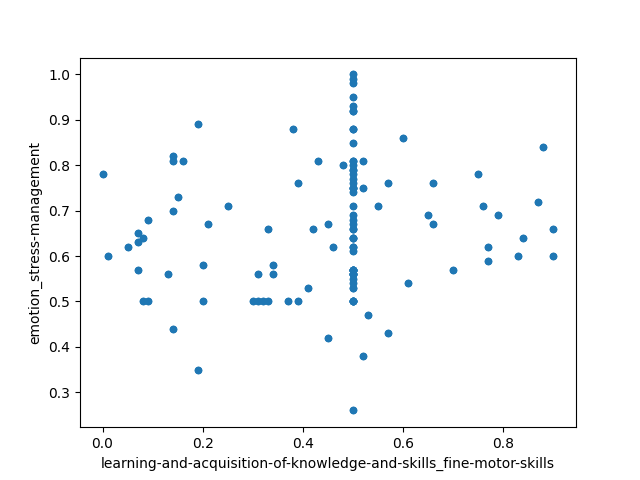 1.0
0.9
0.8
0.7
0.6
0.5
0.4
0.3
emotion_stress-management
0.0 0.2 0.4 0.6 0.8
learning-and-acquisition-of-knowledge-and-skills_fine-motor-skills